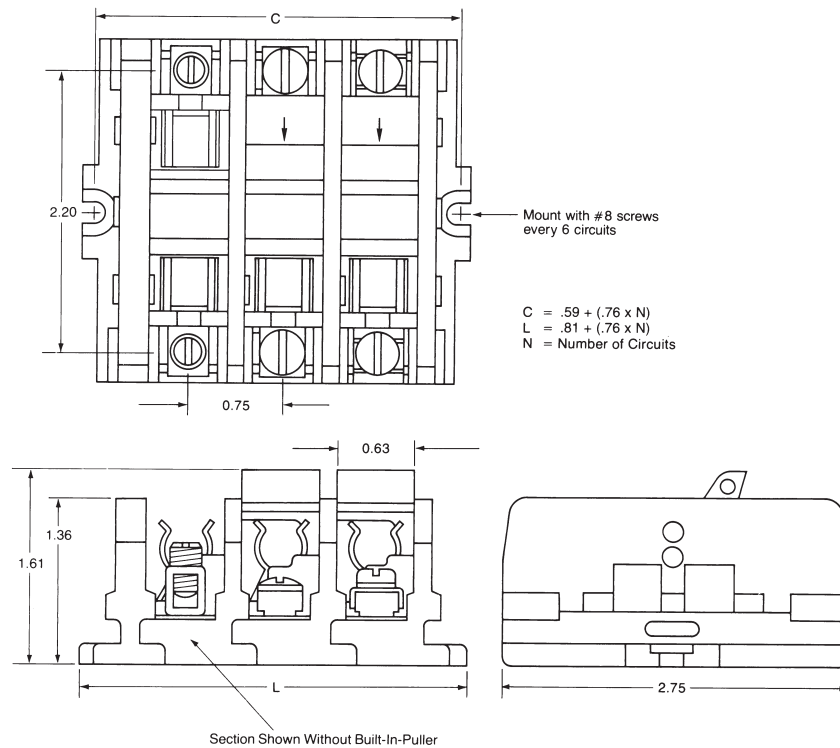 C
2.20
Mount with #8 screws
every 6 circuits
C = .59 + (.76 x N)
L = .81 + (.76 x N)
N = Number of Circuits
0.75
0.63
1.36
1.61
L
2.75
Section Shown Without Built-In-Puller